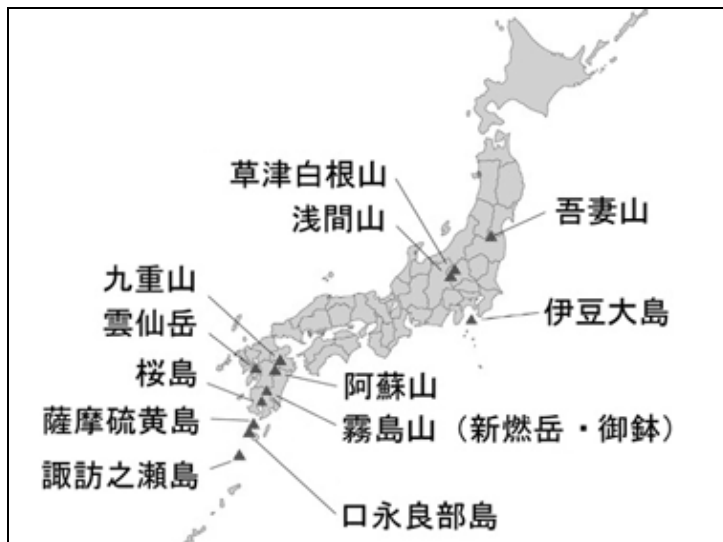 草津白根山
浅間山
吾妻山
九重山
雲仙岳
伊豆大島
桜島
阿蘇山
薩摩硫黄島
霧島山（新燃岳・御鉢）
諏訪之瀬島
口永良部島